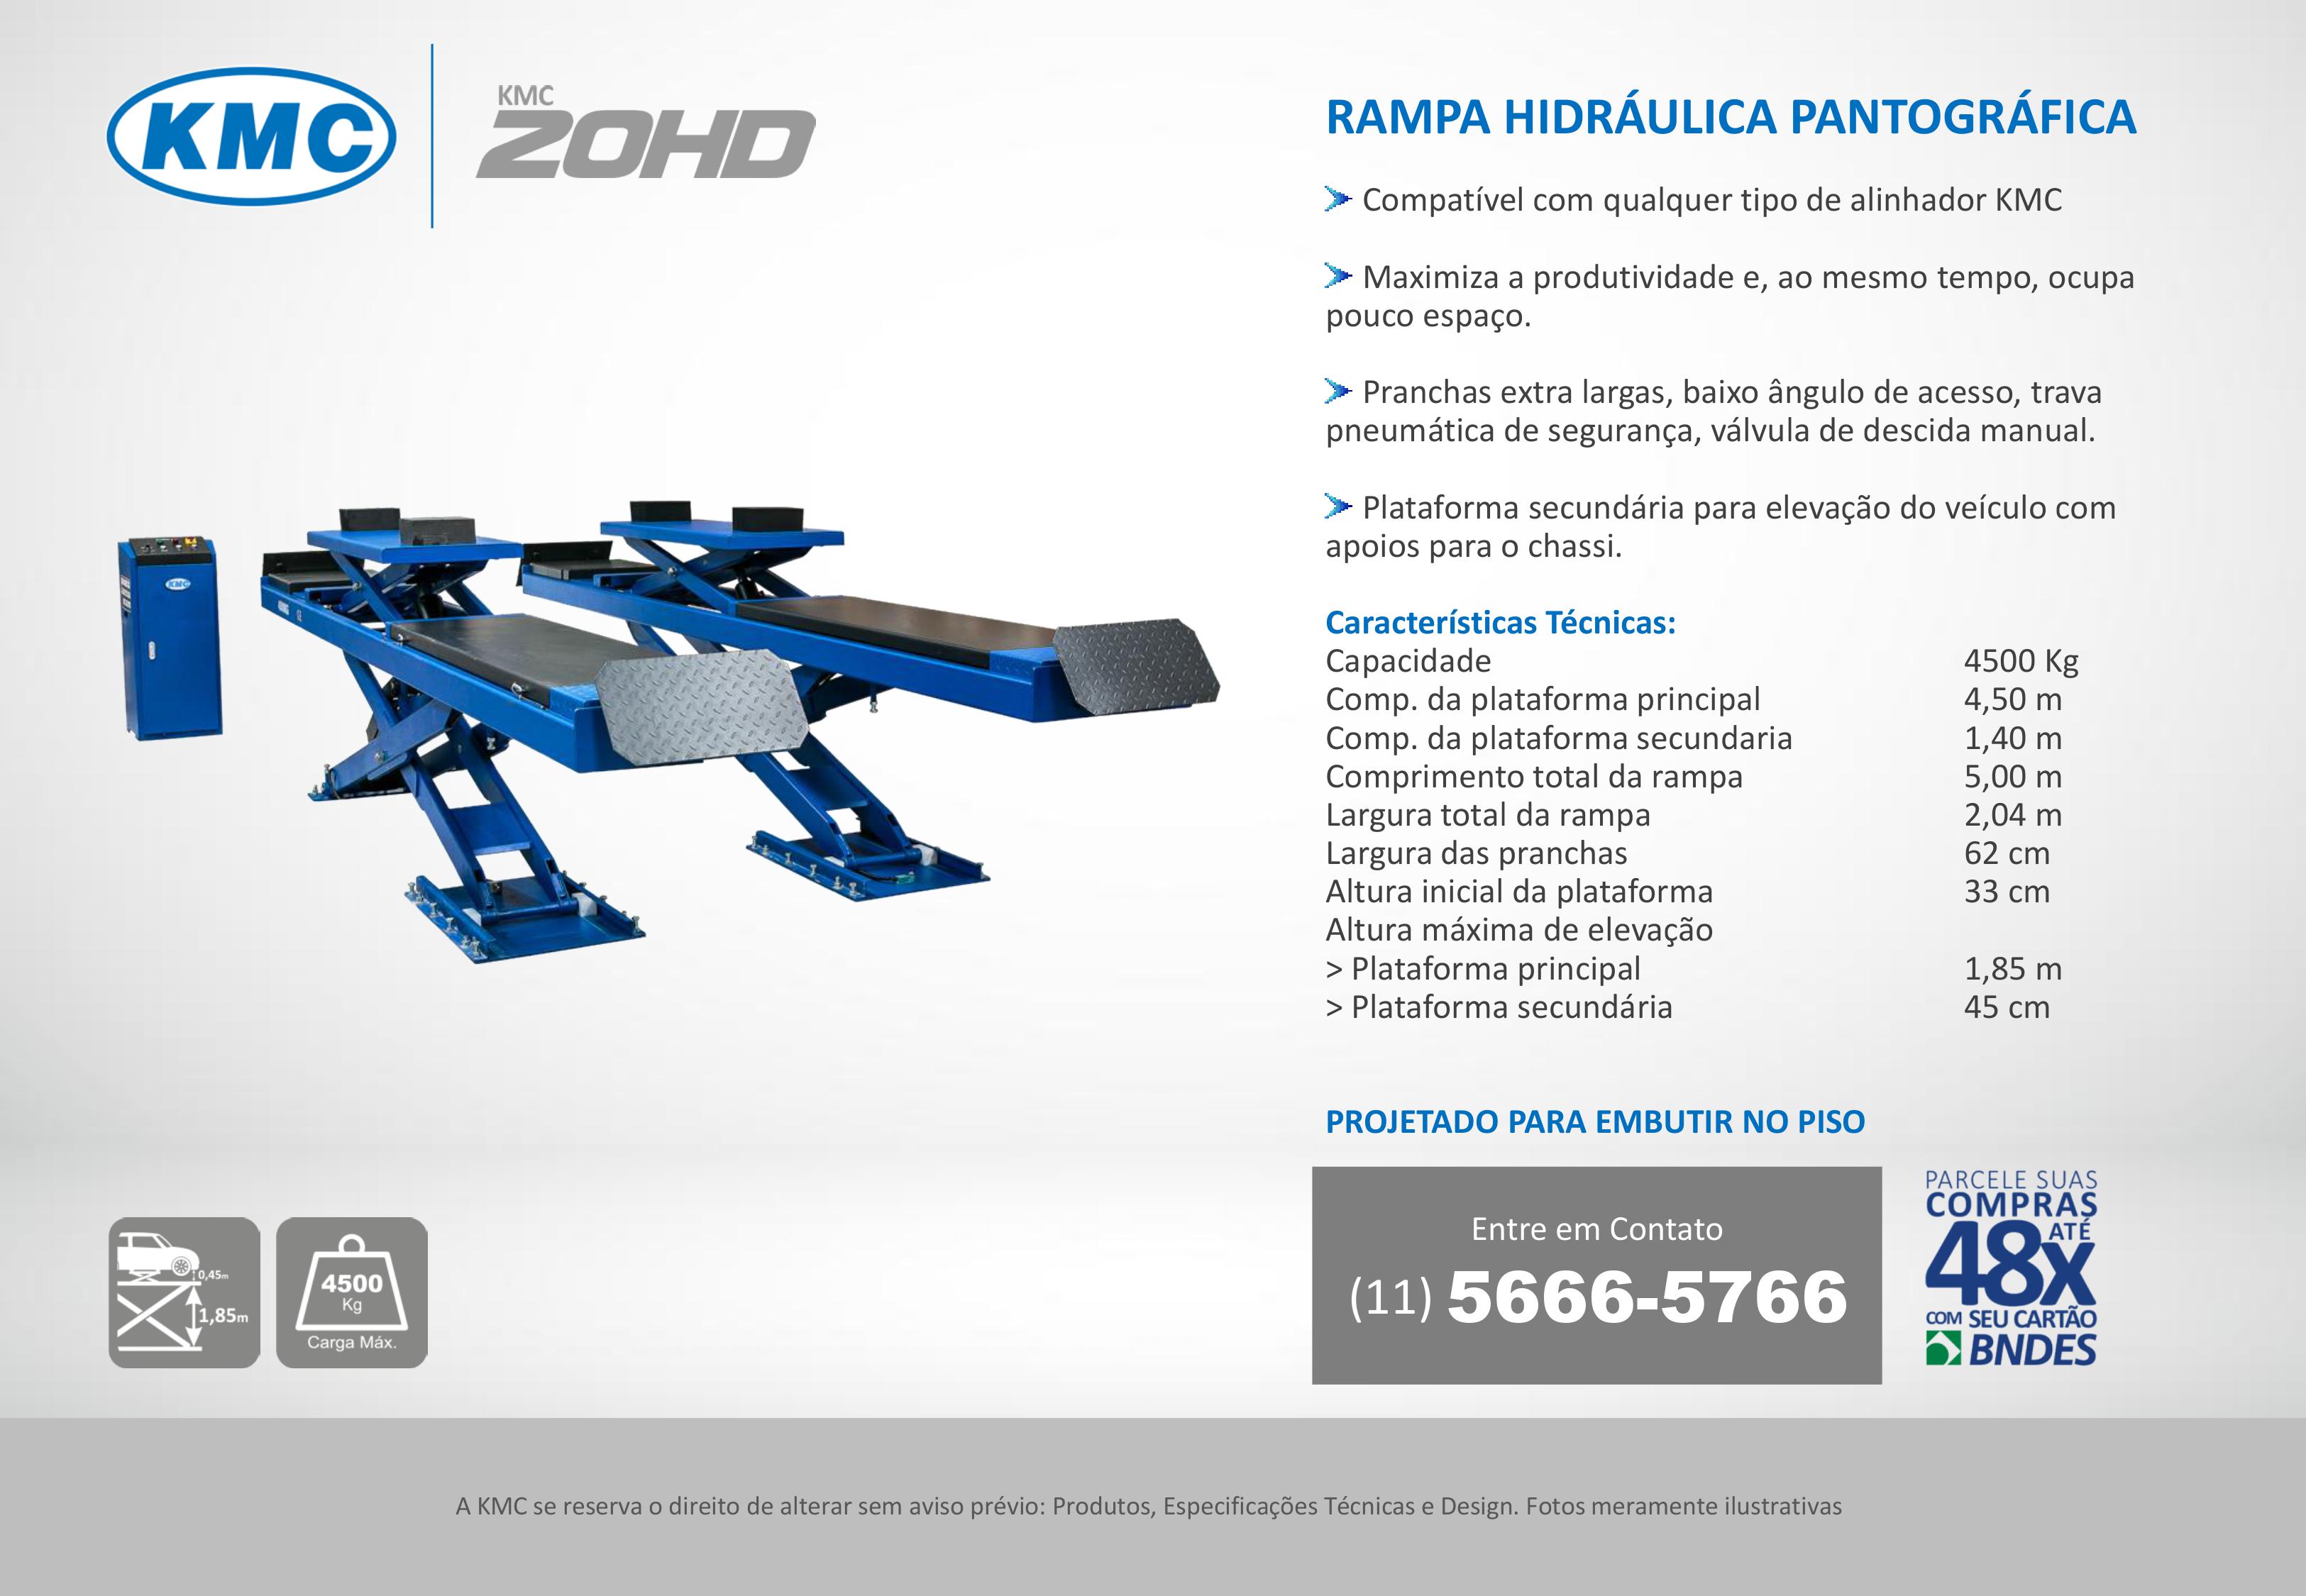 KMC
KMC
ZOHD
RAMPA HIDRÁULICA PANTOGRÁFICA
Compatível com qualquer tipo de alinhador KMC
Maximiza a produtividade e, ao mesmo tempo, ocupa
pouco espaço.
Pranchas extra largas, baixo ângulo de acesso, trava
pneumática de segurança, válvula de descida manual.
Plataforma secundária para elevação do veículo com
apoios para o chassi.
Características Técnicas:
Capacidade 4500 Kg
Comp. da plataforma principal 4,50 m
Comp. da plataforma secundaria 1,40 m
Comprimento total da rampa 5,00 m
Largura total da rampa 2,04 m
Largura das pranchas 62 cm
Altura inicial da plataforma 33 cm
Altura máxima de elevação
> Plataforma principal 1,85 m
> Plataforma secundária 45 cm
PROJETADO PARA EMBUTIR NO PISO
KMC
0,45m
1,85m
4500
Kg
Carga Máx.
Entre em Contato
(11) 5666-5766
PARCELE SUAS
COMPRAS
ATÉ
48x
COM SEU CARTÃO
BNDES
A KMC se reserva o direito de alterar sem aviso prévio: Produtos, Especificações Técnicas e Design. Fotos meramente ilustrativas